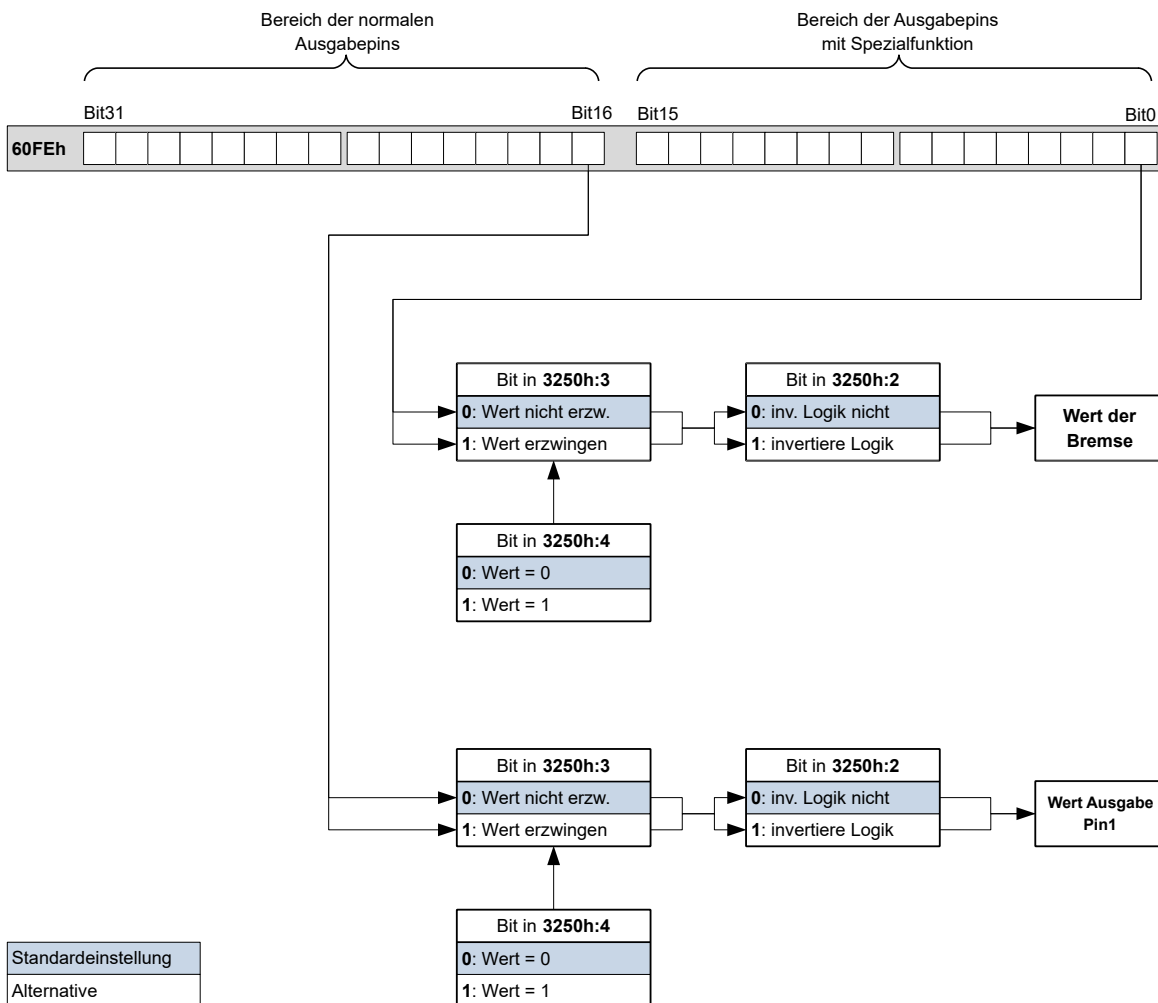 Bereich der normalen
Ausgabepins
Bereich der Ausgabepins
mit Spezialfunktion
Bit31
Bit16
Bit15
Bit0
60FEh
Bit in 3250h:3
0: Wert nicht erzw.
1: Wert erzwingen
Bit in 3250h:2
0: inv. Logik nicht
1: invertiere Logik
Wert der
Bremse
Bit in 3250h:4
0: Wert = 0
1: Wert = 1
Bit in 3250h:3
0: Wert nicht erzw.
1: Wert erzwingen
Bit in 3250h:2
0: inv. Logik nicht
1: invertiere Logik
Wert Ausgabe
Pin1
Bit in 3250h:4
0: Wert = 0
1: Wert = 1
Standardeinstellung
Alternative